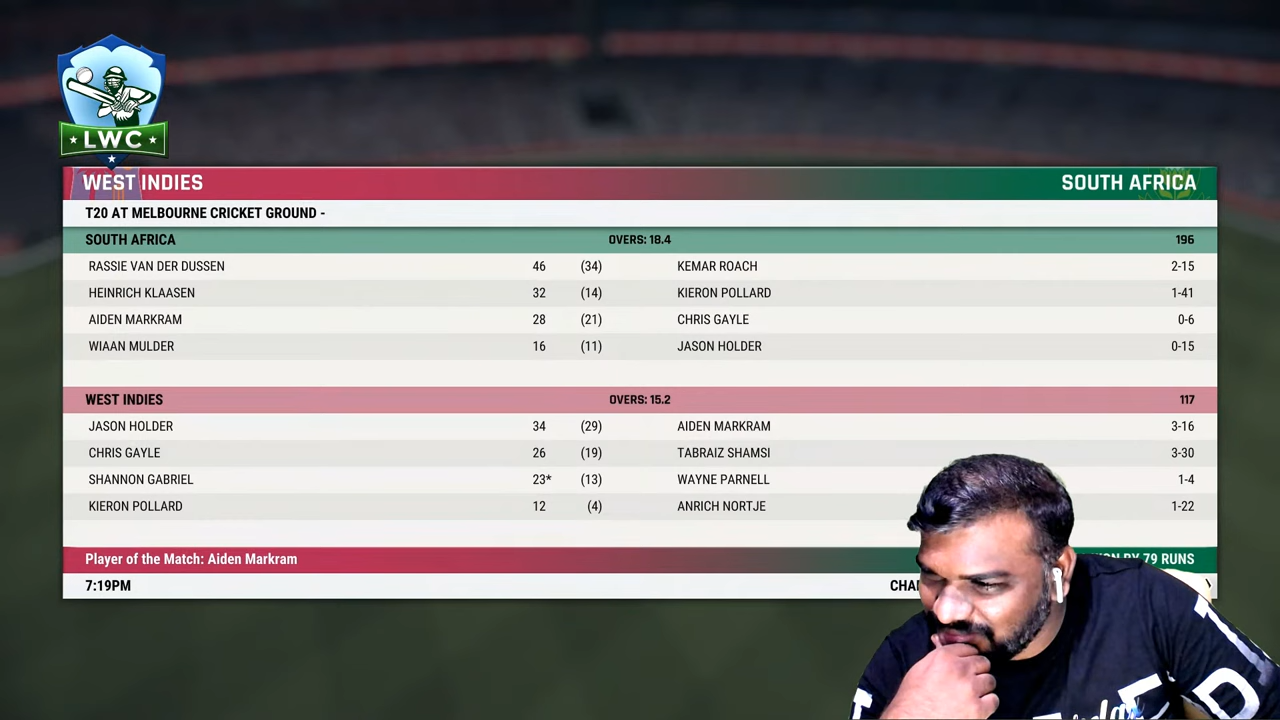 LWC
WEST INDIES SOUTH AFRICA
T20 AT MELBOURNE CRICKET GROUND -
SOUTH AFRICA OVERS: 18.4 196
RASSIE VAN DER DUSSEN 46 (34) KEMAR ROACH 2-15
HEINRICH KLAASEN 32 (14) KIERON POLLARD 1-41
AIDEN MARKRAM 28 (21) CHRIS GAYLE 0-6
WIAAN MULDER 16 (11) JASON HOLDER 0-15
WEST INDIES OVERS: 15.2 117
JASON HOLDER 34 (29) AIDEN MARKRAM 3-16
CHRIS GAYLE 26 (19) TABRAIZ SHAMSI 3-30
SHANNON GABRIEL 23* (13) WAYNE PARNELL 1-4
KIERON POLLARD 12 (4) ANRICH NORTJE 1-22
Player of the Match: Aiden Markram BY 79 RUNS
7:19PM